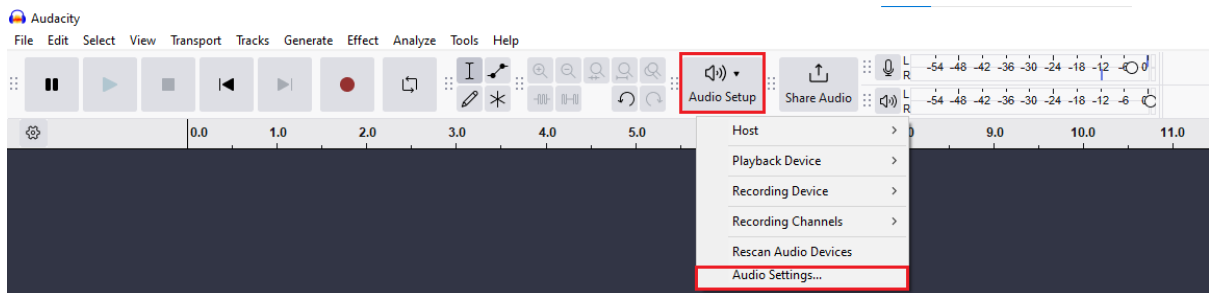 Audacity
File Edit Select View Transport Tracks Generate Effect Analyze Tools Help
L -54 -48 -42 -36 -30 -24 -18 -12 -6 0
R
Audio Setup Share Audio
L -54 -48 -42 -36 -30 -24 -18 -12 -6
R
0.0 1.0 2.0 3.0 4.0 5.0 9.0 10.0 11.0
Host
Playback Device
Recording Device
Recording Channels
Rescan Audio Devices
Audio Settings...